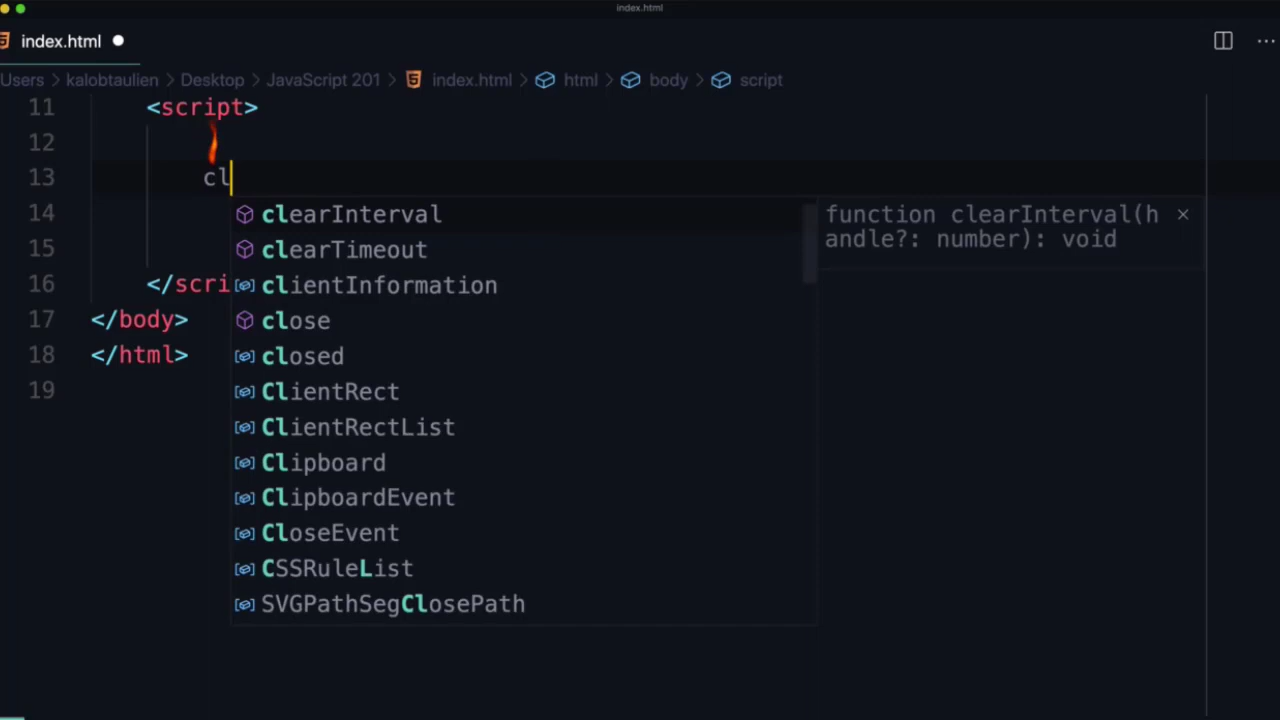 index.html
index.html
Users > kalobtaulien > Desktop > JavaScript 201 > index.html > html > body > script
11 <script>
12
13 cl
clearInterval
function clearInterval(h
andle?: number): void
14
clearTimeout
15
clientInformation
16 </scri
close
17 </body>
closed
18 </html>
ClientRect
19
ClientRectList
Clipboard
ClipboardEvent
CloseEvent
CSSRuleList
SVGPathSegClosePath